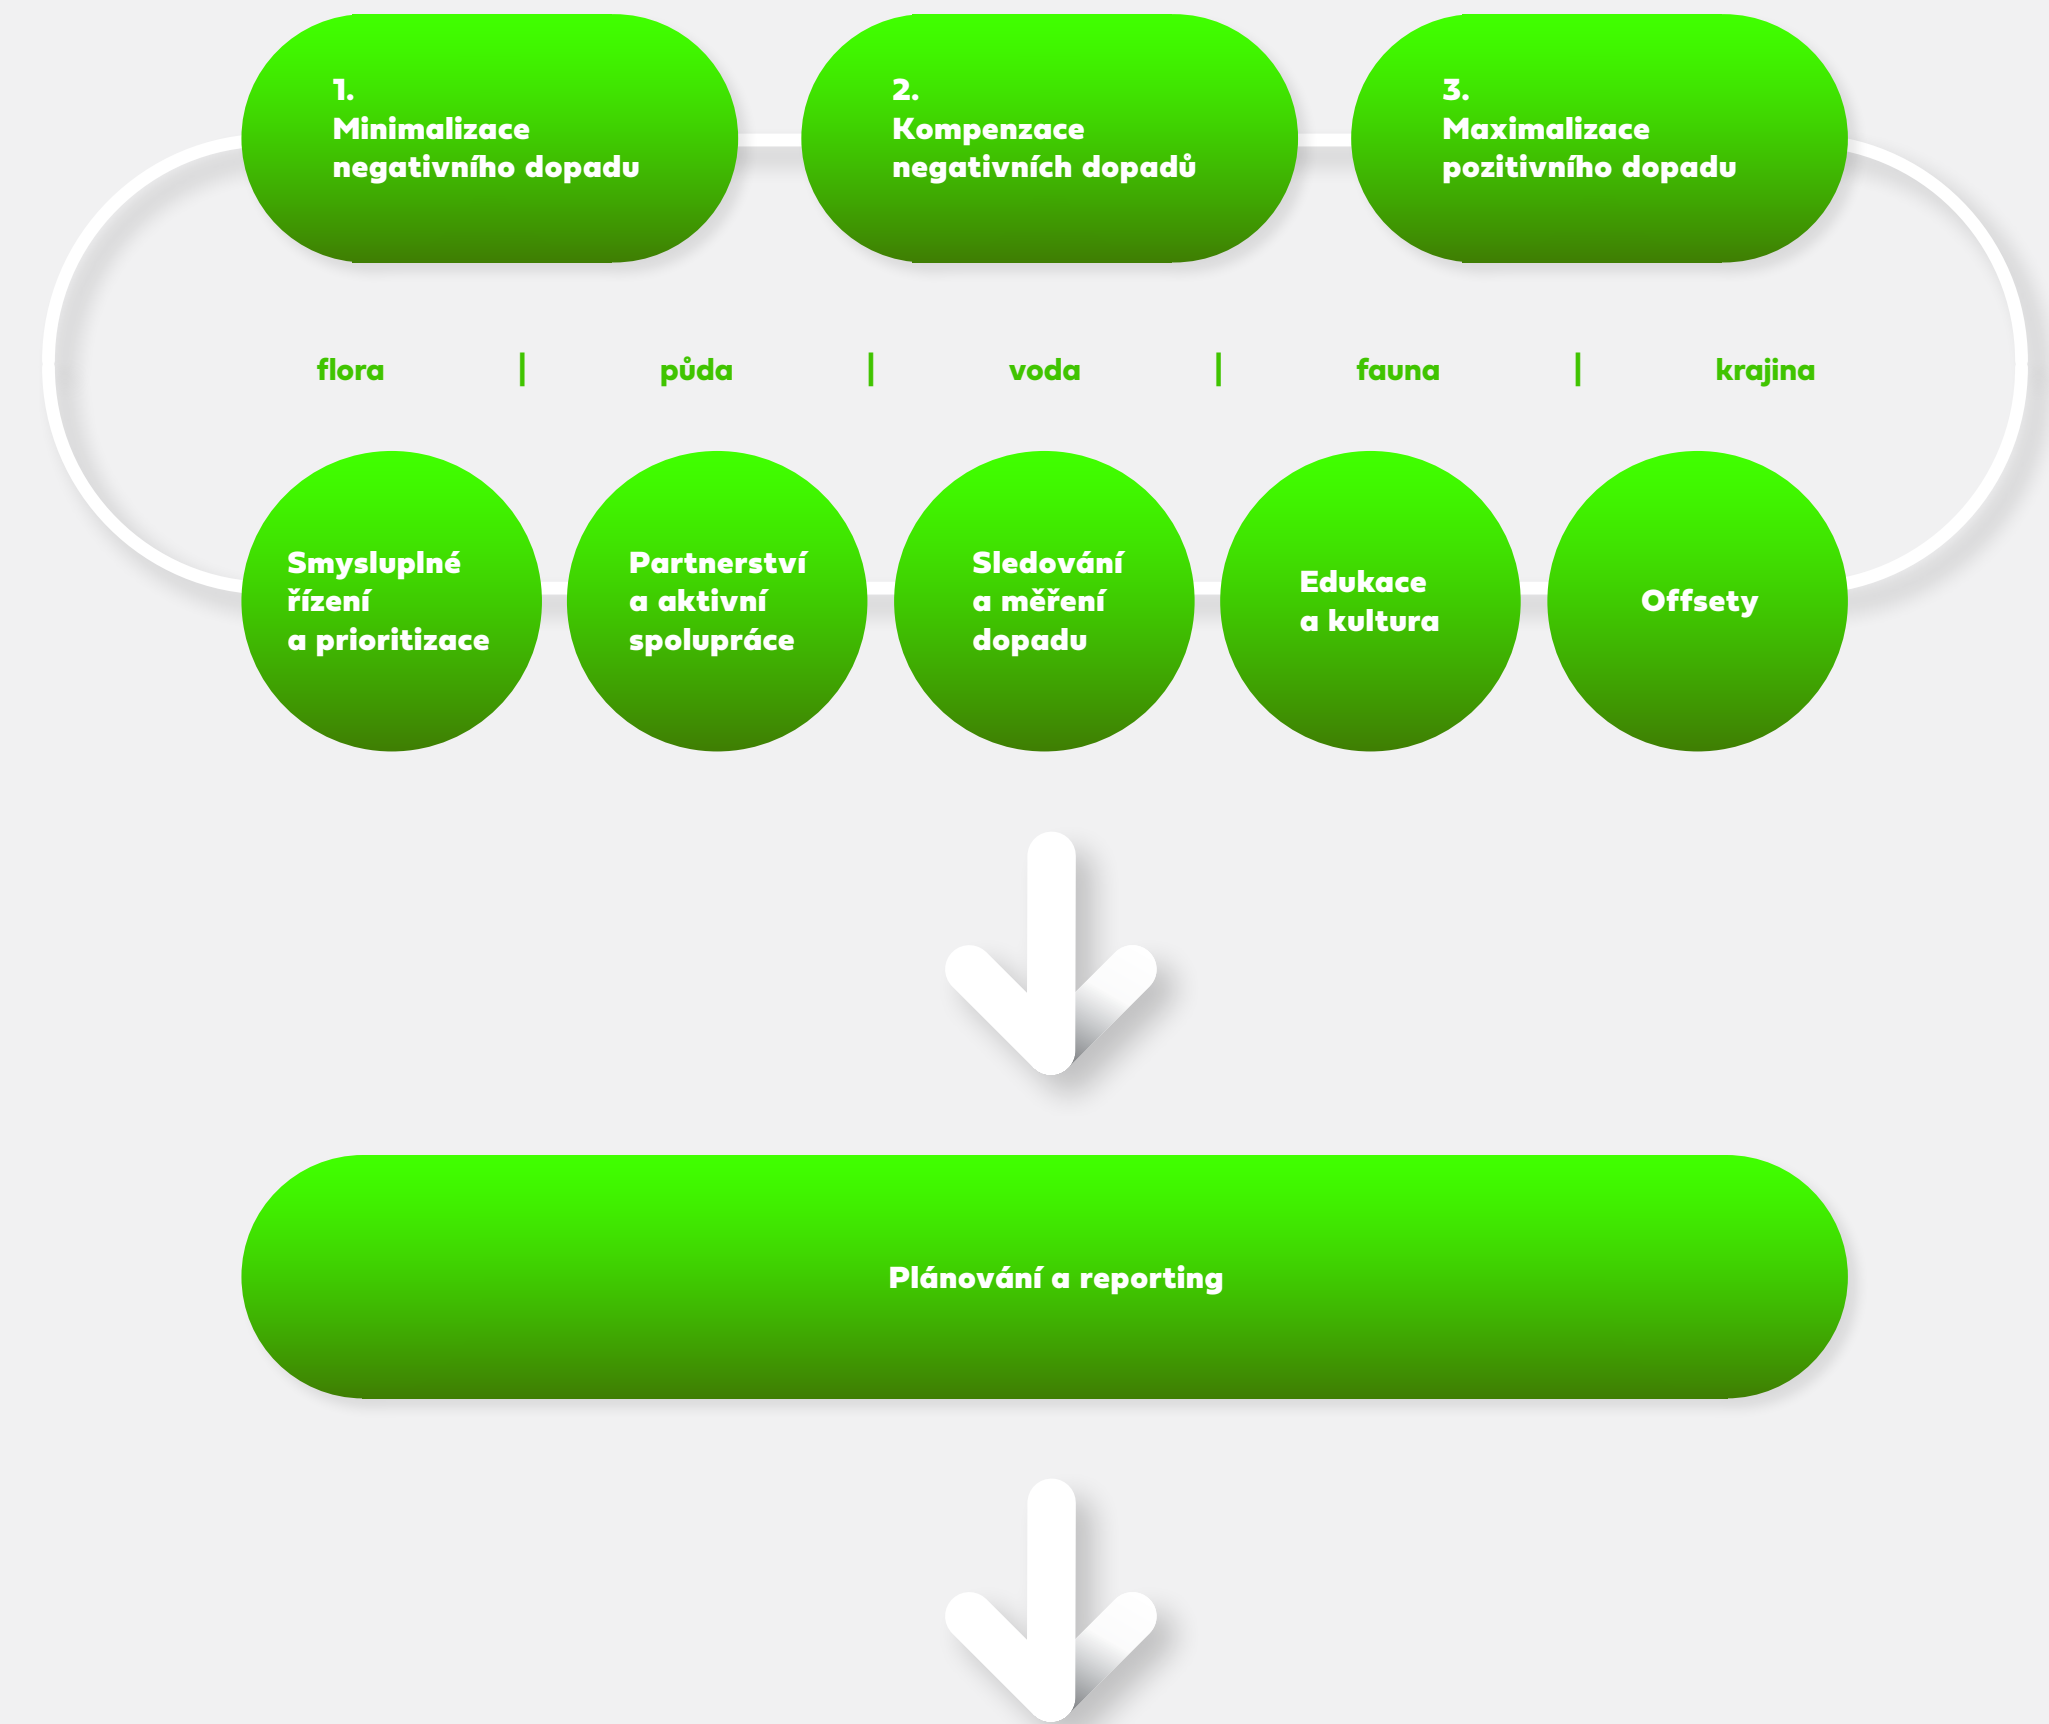 1.
Minimalizace
negativního dopadu
2.
Kompenzace
negativních dopadů
3.
Maximalizace
pozitivního dopadu
flora | půda | voda | fauna | krajina
Smysluplné
řízení
a prioritizace
Partnerství
a aktivní
spolupráce
Sledování
a měření
dopadu
Edukace
a kultura
Offsety
Plánování a reporting